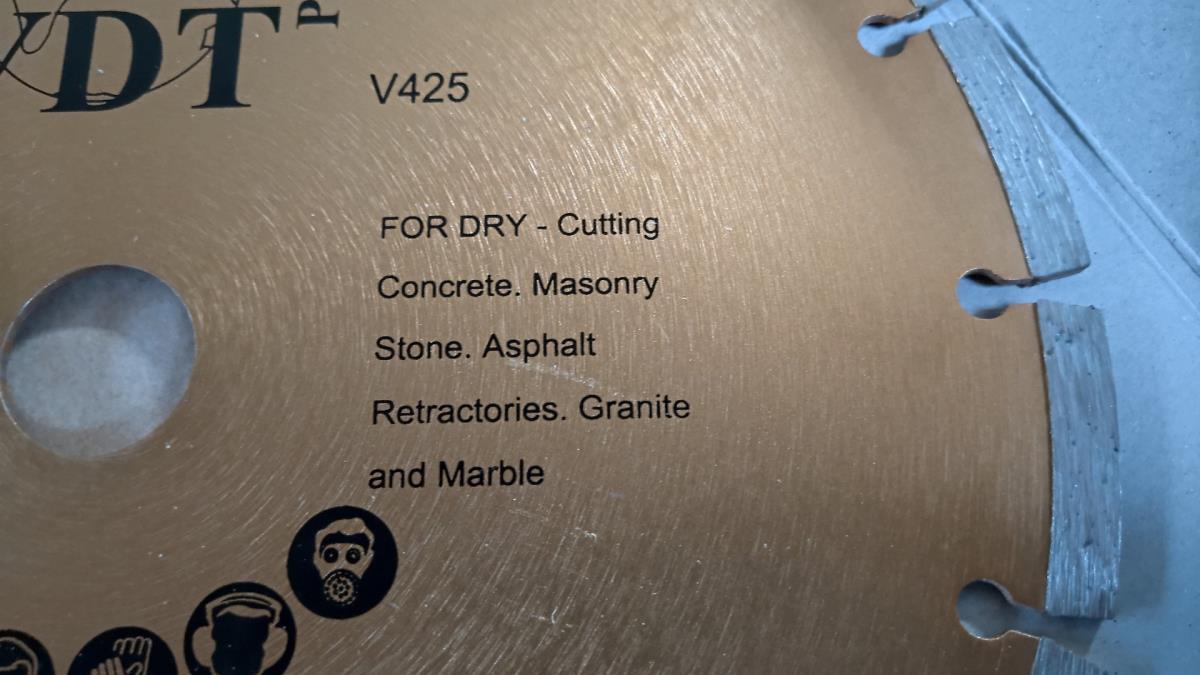 DT P
V425
FOR DRY - Cutting
Concrete. Masonry
Stone. Asphalt
Retractories. Granite
and Marble